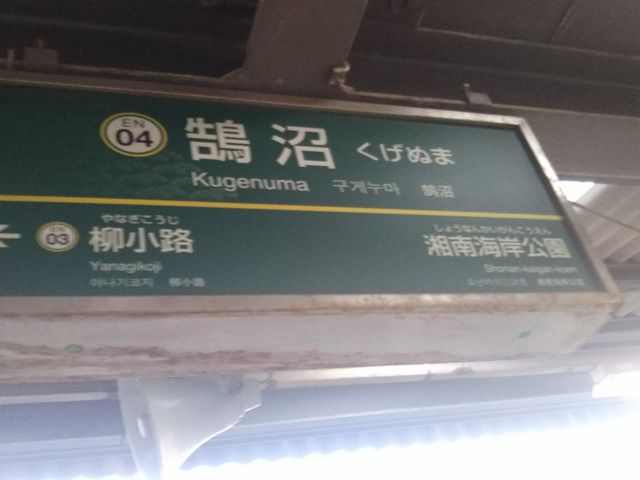 EN
04
鵠沼 くげぬま
Kugenuma 구게누마 鵠沼
← 03 やなぎこうじ
柳小路
Yanagikoji
야나기코지 柳小路
しょうなんかいがんこうえん
湘南海岸公園
Shonan-kaigan-koen